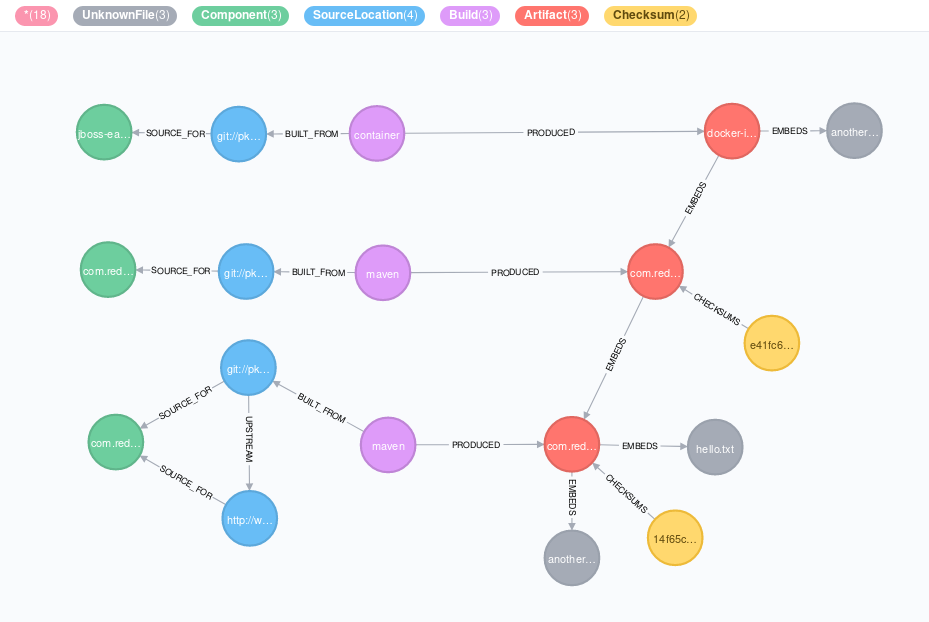 *(18) UnknownFile(3) Component(3) SourceLocation(4) Build(3) Artifact(3) Checksum(2)
jboss-ea... SOURCE_FOR git://pk... BUILT_FROM container PRODUCED docker-i... EMBEDS another...
EMBEDS
com.red... SOURCE_FOR git://pk... BUILT_FROM maven PRODUCED com.red...
CHECKSUMS
e41fc6...
EMBEDS
git://pk...
SOURCE_FOR BUILT_FROM
UPSTREAM
com.red... maven PRODUCED com.red... EMBEDS hello.txt
SOURCE_FOR EMBEDS CHECKSUMS
http://w... 14f65c...
another...